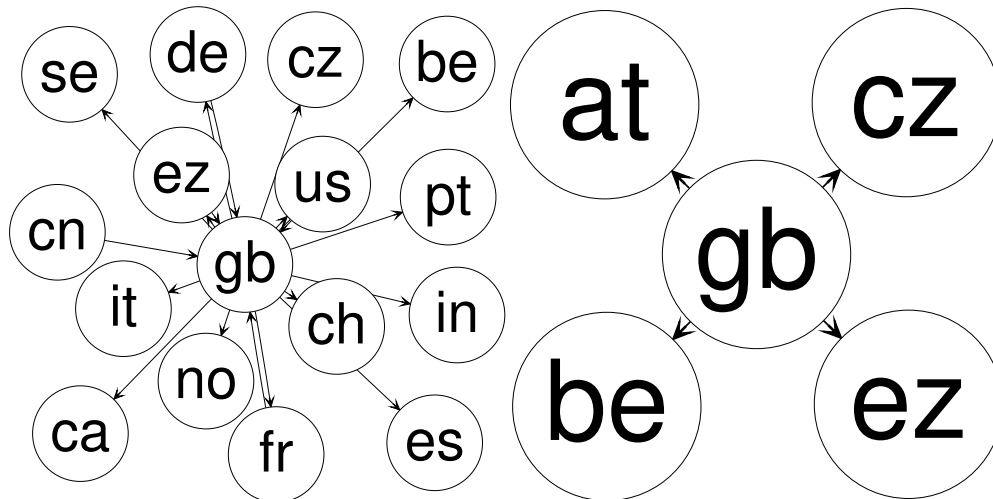 se
de
cz
be
ez
us
pt
cn
gb
it
ch
in
no
ca
fr
es
at
cz
gb
be
ez